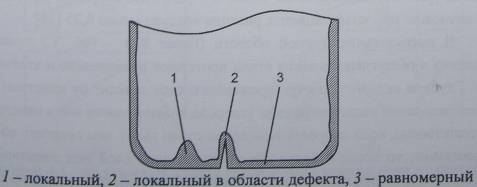 1 2 3
1 – локальный, 2 – локальный в области дефекта, 3 – равномерный